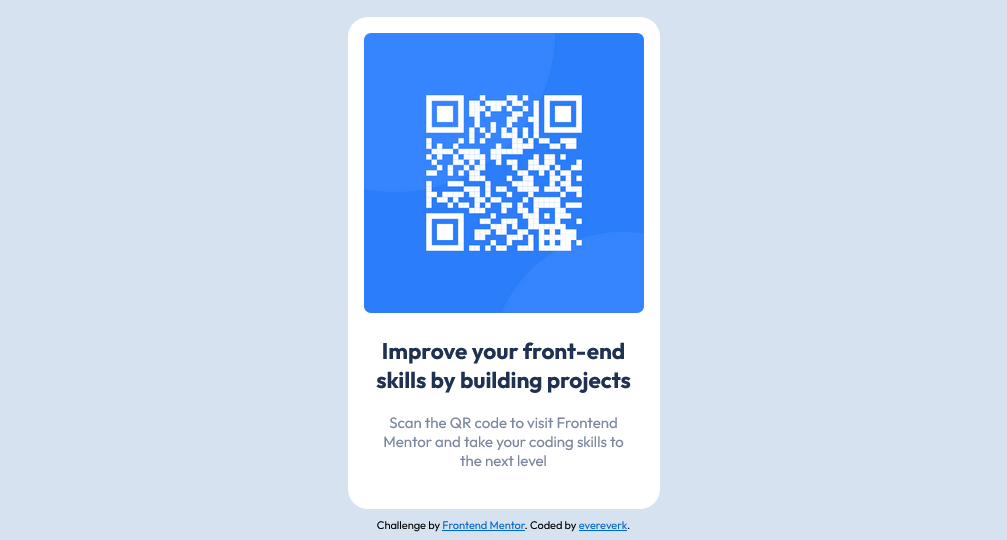 Improve your front-end
skills by building projects
Scan the QR code to visit Frontend
Mentor and take your coding skills to
the next level
Challenge by Frontend Mentor. Coded by evereverk.